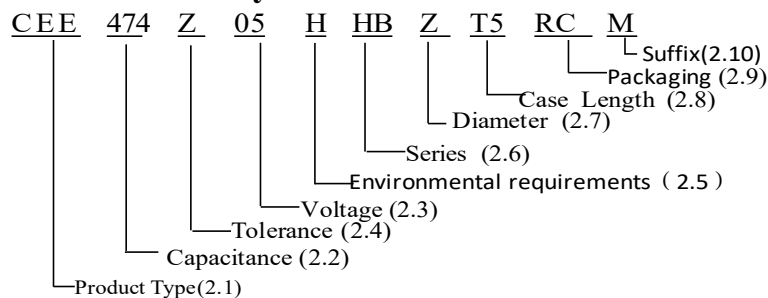 CEE 474 Z 05 H HB Z T5 RC M
Suffix(2.10)
Packaging (2.9)
Case Length (2.8)
Diameter (2.7)
Series (2.6)
Environmental requirements（2.5）
Voltage (2.3)
Tolerance (2.4)
Capacitance (2.2)
Product Type(2.1)